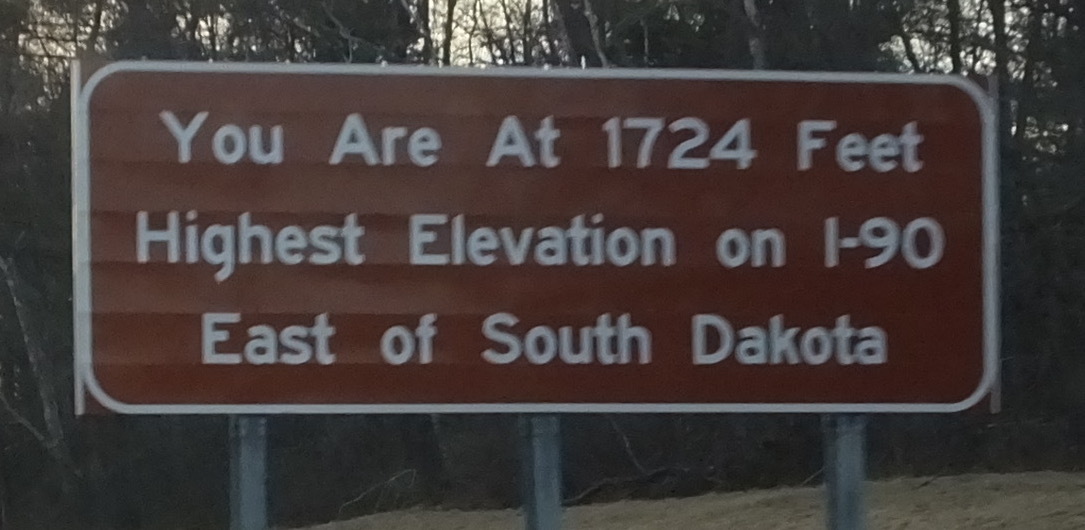 You Are At 1724 Feet
Highest Elevation on I-90
East of South Dakota